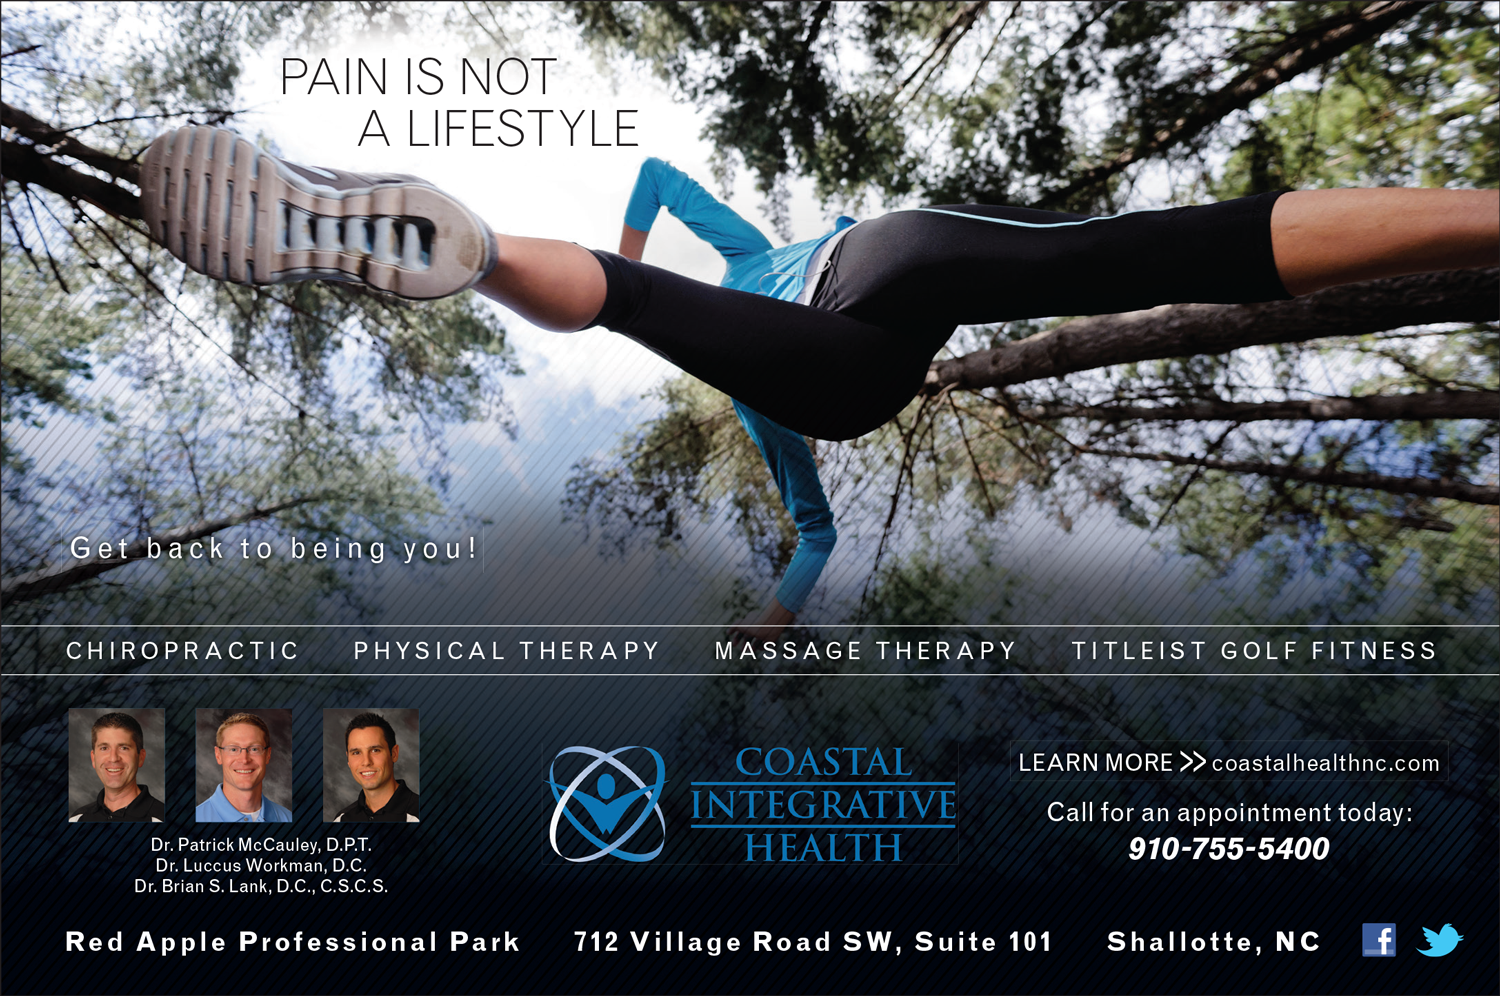 PAIN IS NOT
A LIFESTYLE
Get back to being you!
CHIROPRACTIC PHYSICAL THERAPY MASSAGE THERAPY TITLEIST GOLF FITNESS
Dr. Patrick McCauley, D.P.T.
Dr. Luccus Workman, D.C.
Dr. Brian S. Lank, D.C., C.S.C.S.
COASTAL
INTEGRATIVE
HEALTH
LEARN MORE >> coastalhealthnc.com
Call for an appointment today:
910-755-5400
Red Apple Professional Park 712 Village Road SW, Suite 101 Shallotte, NC f